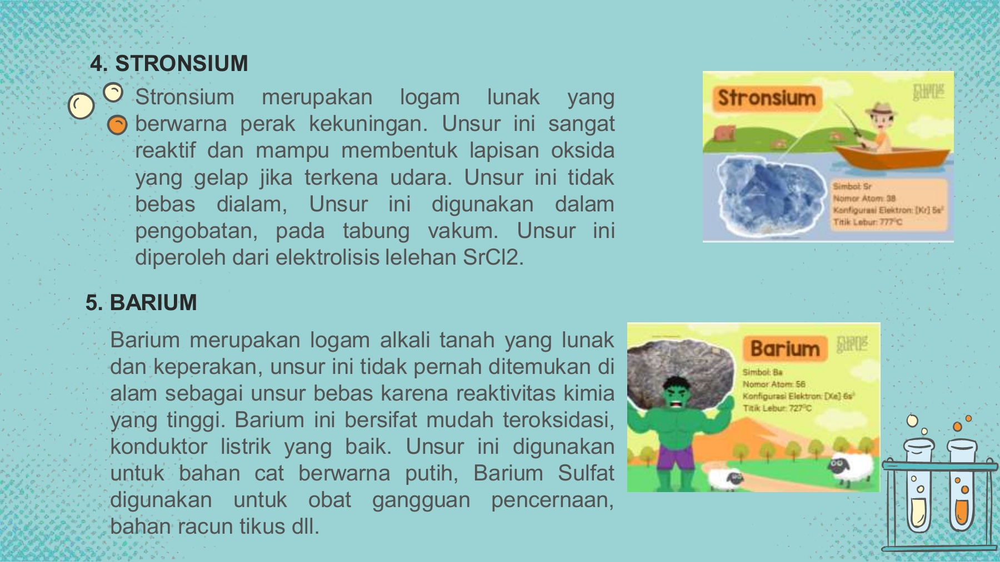 4. STRONSIUM
Stronsium merupakan logam lunak yang
berwarna perak kekuningan. Unsur ini sangat
reaktif dan mampu membentuk lapisan oksida
yang gelap jika terkena udara. Unsur ini tidak
bebas dialam, Unsur ini digunakan dalam
pengobatan, pada tabung vakum. Unsur ini
diperoleh dari elektrolisis lelehan SrCl2.
Stronsium
ruang
guru
Simbol: Sr
Nomor Atom: 38
Konfigurasi Elektron: [Kr] 5s²
Titik Lebur: 777°C
5. BARIUM
Barium merupakan logam alkali tanah yang lunak
dan keperakan, unsur ini tidak pernah ditemukan di
alam sebagai unsur bebas karena reaktivitas kimia
yang tinggi. Barium ini bersifat mudah teroksidasi,
konduktor listrik yang baik. Unsur ini digunakan
untuk bahan cat berwarna putih, Barium Sulfat
digunakan untuk obat gangguan pencernaan,
bahan racun tikus dll.
Barium
ruang
guru
Simbol: Ba
Nomor Atom: 56
Konfigurasi Elektron: [Xe] 6s²
Titik Lebur: 727°C